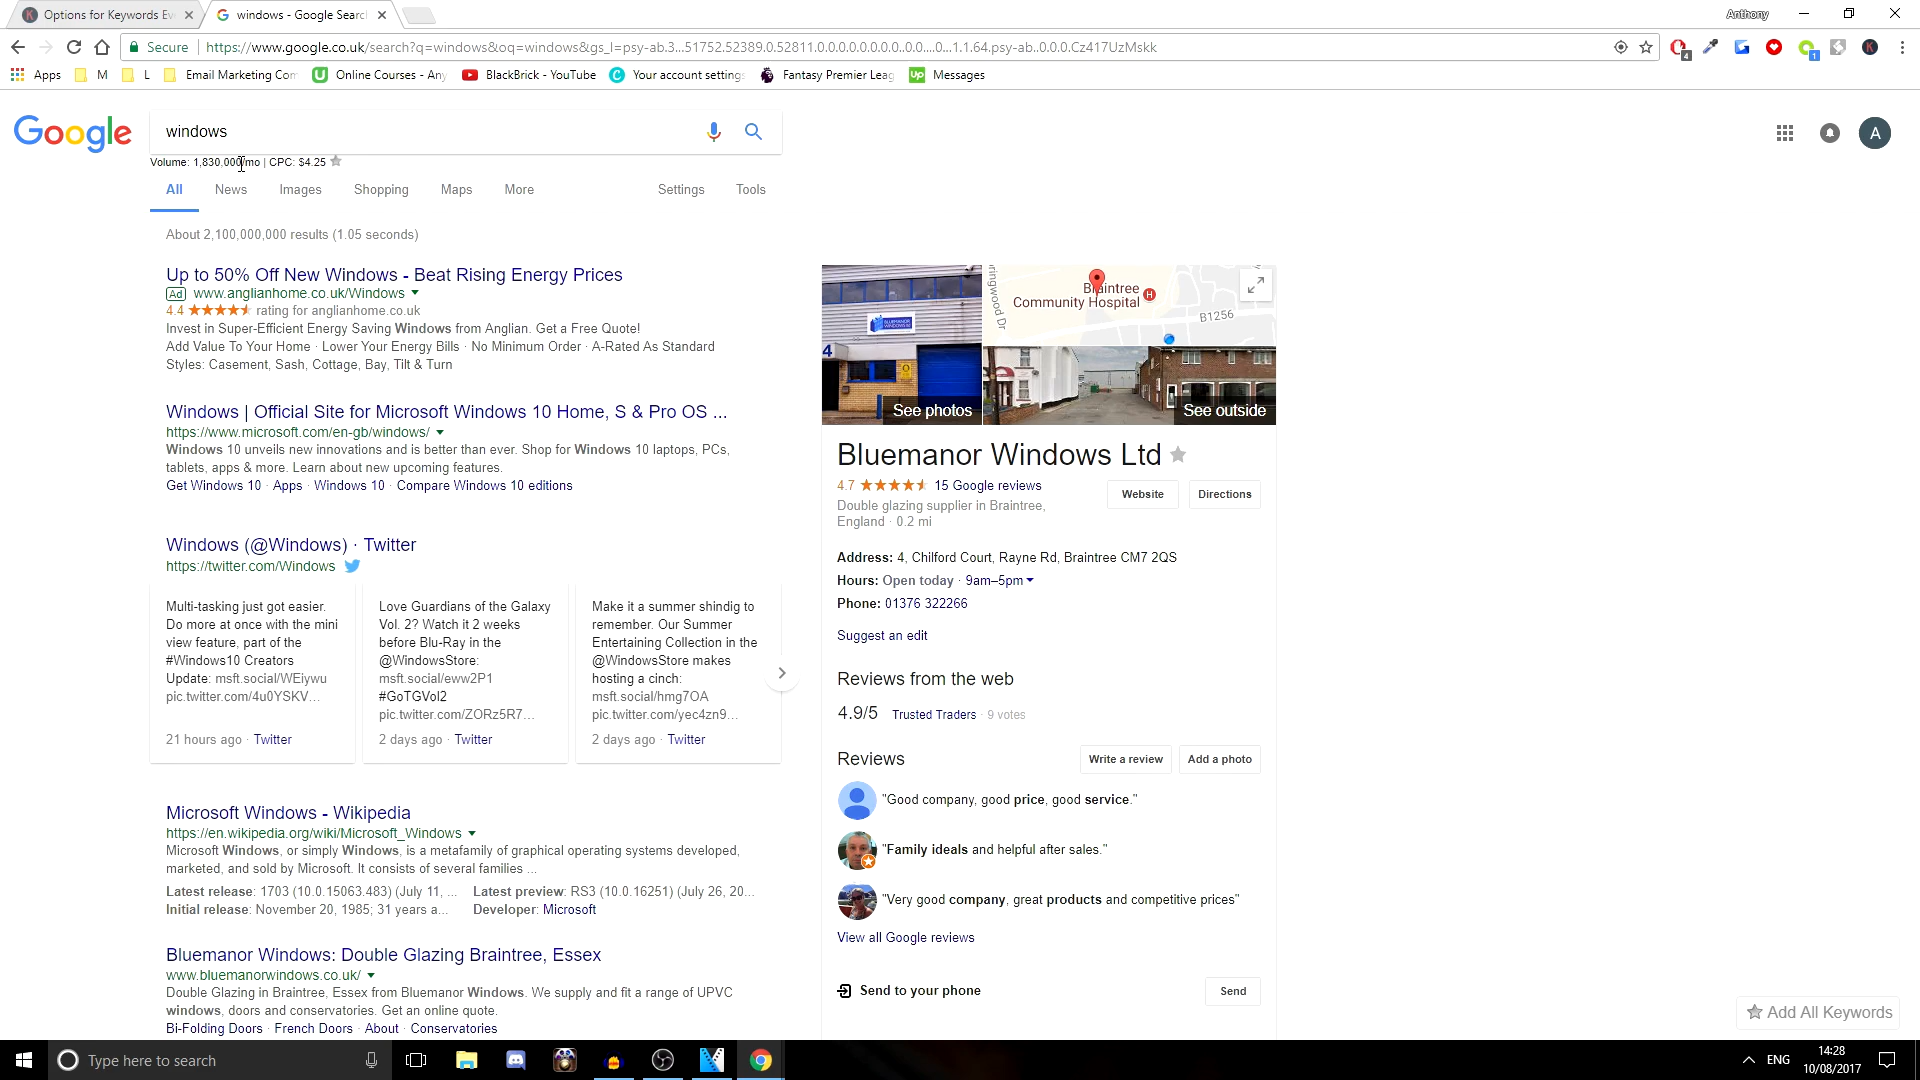 Options for Keywords Ev
windows - Google Search
Anthony
Secure
https://www.google.co.uk/search?q=windows&oq=windows&gs_l=psy-ab.3...51752.52389.0.52811.0.0.0.0.0.0.0.0..0.0....0...1.1.64.psy-ab..0.0.0.Cz417UzMskk
4
1
K
Apps
M
L
Email Marketing Con
Online Courses - Any
BlackBrick - YouTube
Your account settings
Fantasy Premier Leag
Up
Messages
Google
windows
A
Volume: 1,830,000/mo | CPC: $4.25
All
News
Images
Shopping
Maps
More
Settings
Tools
About 2,100,000,000 results (1.05 seconds)
Up to 50% Off New Windows - Beat Rising Energy Prices
Ad www.anglianhome.co.uk/Windows
4.4 rating for anglianhome.co.uk
Invest in Super-Efficient Energy Saving Windows from Anglian. Get a Free Quote!
Add Value To Your Home · Lower Your Energy Bills · No Minimum Order · A-Rated As Standard
Styles: Casement, Sash, Cottage, Bay, Tilt & Turn
Windows | Official Site for Microsoft Windows 10 Home, S & Pro OS ...
https://www.microsoft.com/en-gb/windows/
Windows 10 unveils new innovations and is better than ever. Shop for Windows 10 laptops, PCs,
tablets, apps & more. Learn about new upcoming features.
Get Windows 10 · Apps · Windows 10 · Compare Windows 10 editions
Windows (@Windows) · Twitter
https://twitter.com/Windows
Multi-tasking just got easier.
Do more at once with the mini
view feature, part of the
#Windows10 Creators
Update: msft.social/WEiywu
pic.twitter.com/4u0YSKV...
21 hours ago · Twitter
Love Guardians of the Galaxy
Vol. 2? Watch it 2 weeks
before Blu-Ray in the
@WindowsStore:
msft.social/eww2P1
#GoTGVol2
pic.twitter.com/ZORz5R7...
2 days ago · Twitter
Make it a summer shindig to
remember. Our Summer
Entertaining Collection in the
@WindowsStore makes
hosting a cinch:
msft.social/hmg7OA
pic.twitter.com/yec4zn9...
2 days ago · Twitter
Microsoft Windows - Wikipedia
https://en.wikipedia.org/wiki/Microsoft_Windows
Microsoft Windows, or simply Windows, is a metafamily of graphical operating systems developed,
marketed, and sold by Microsoft. It consists of several families ...
Latest release: 1703 (10.0.15063.483) (July 11, ...
Latest preview: RS3 (10.0.16251) (July 26, 20...
Initial release: November 20, 1985; 31 years a...
Developer: Microsoft
Bluemanor Windows: Double Glazing Braintree, Essex
www.bluemanorwindows.co.uk/
Double Glazing in Braintree, Essex from Bluemanor Windows. We supply and fit a range of UPVC
windows, doors and conservatories. Get an online quote.
Bi-Folding Doors · French Doors · About · Conservatories
4
See photos
Braintree
Community Hospital
H
B1256
ringwood Dr
See outside
Bluemanor Windows Ltd
4.7 15 Google reviews
Website
Directions
Double glazing supplier in Braintree,
England · 0.2 mi
Address: 4, Chilford Court, Rayne Rd, Braintree CM7 2QS
Hours: Open today · 9am–5pm
Phone: 01376 322266
Suggest an edit
Reviews from the web
4.9/5 Trusted Traders · 9 votes
Reviews
Write a review
Add a photo
"Good company, good price, good service."
"Family ideals and helpful after sales."
"Very good company, great products and competitive prices"
View all Google reviews
Send to your phone
Send
Add All Keywords
Type here to search
ENG
14:28
10/08/2017